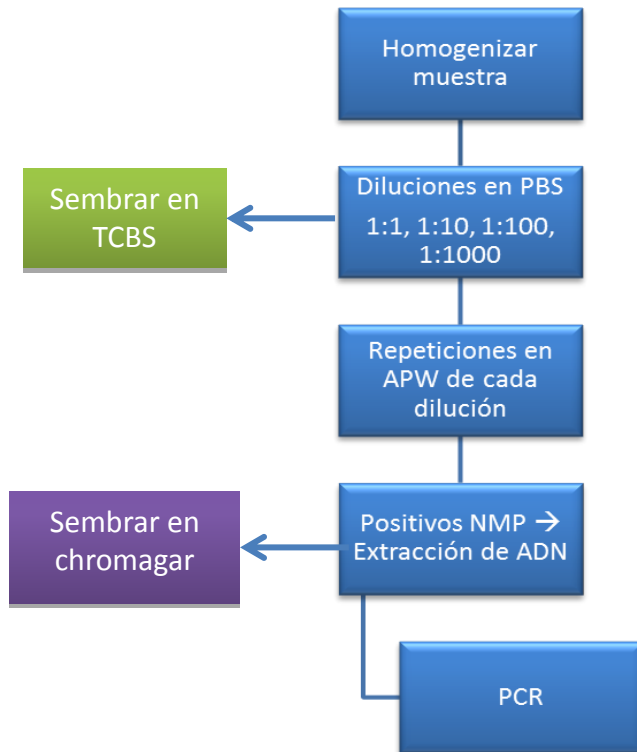 Homogenizar
muestra
Sembrar en
TCBS
Diluciones en PBS
1:1, 1:10, 1:100,
1:1000
Repeticiones en
APW de cada
dilución
Sembrar en
chromagar
Positivos NMP →
Extracción de ADN
PCR